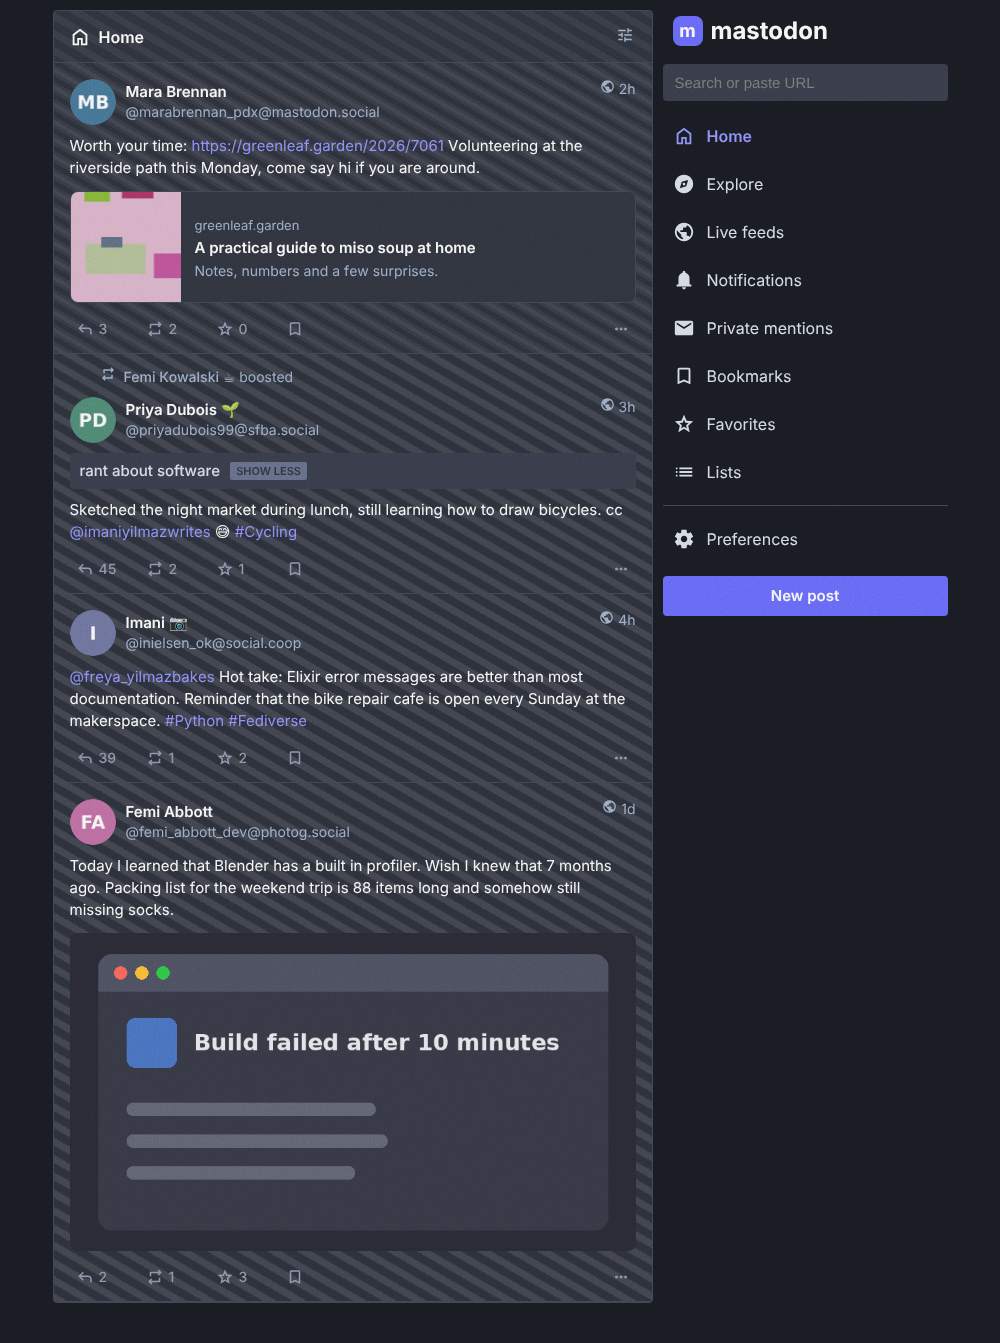 Home
MB
Mara Brennan
2h
@marabrennan_pdx@mastodon.social
Worth your time: https://greenleaf.garden/2026/7061 Volunteering at the
riverside path this Monday, come say hi if you are around.
greenleaf.garden
A practical guide to miso soup at home
Notes, numbers and a few surprises.
3 2 0
Femi Kowalski ☕ boosted
PD
Priya Dubois 🌱
3h
@priyadubois99@sfba.social
rant about software SHOW LESS
Sketched the night market during lunch, still learning how to draw bicycles. cc
@imaniyilmazwrites 😅 #Cycling
45 2 1
I
Imani 📷
4h
@inielsen_ok@social.coop
@freya_yilmazbakes Hot take: Elixir error messages are better than most
documentation. Reminder that the bike repair cafe is open every Sunday at the
makerspace. #Python #Fediverse
39 1 2
FA
Femi Abbott
1d
@femi_abbott_dev@photog.social
Today I learned that Blender has a built in profiler. Wish I knew that 7 months
ago. Packing list for the weekend trip is 88 items long and somehow still
missing socks.
Build failed after 10 minutes
2 1 3
m mastodon
Search or paste URL
Home
Explore
Live feeds
Notifications
Private mentions
Bookmarks
Favorites
Lists
Preferences
New post